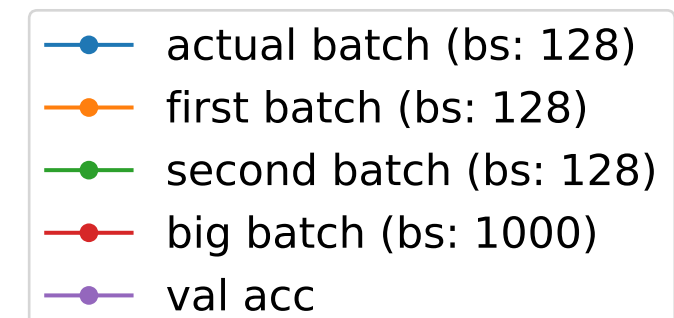 actual batch (bs: 128)
first batch (bs: 128)
second batch (bs: 128)
big batch (bs: 1000)
val acc